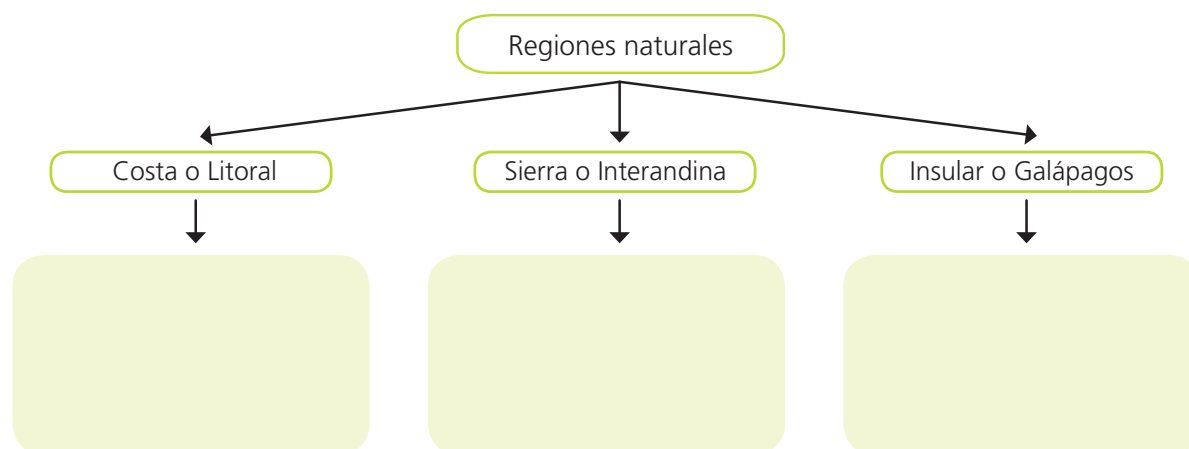 Regiones naturales
Costa o Litoral
Sierra o Interandina
Insular o Galápagos